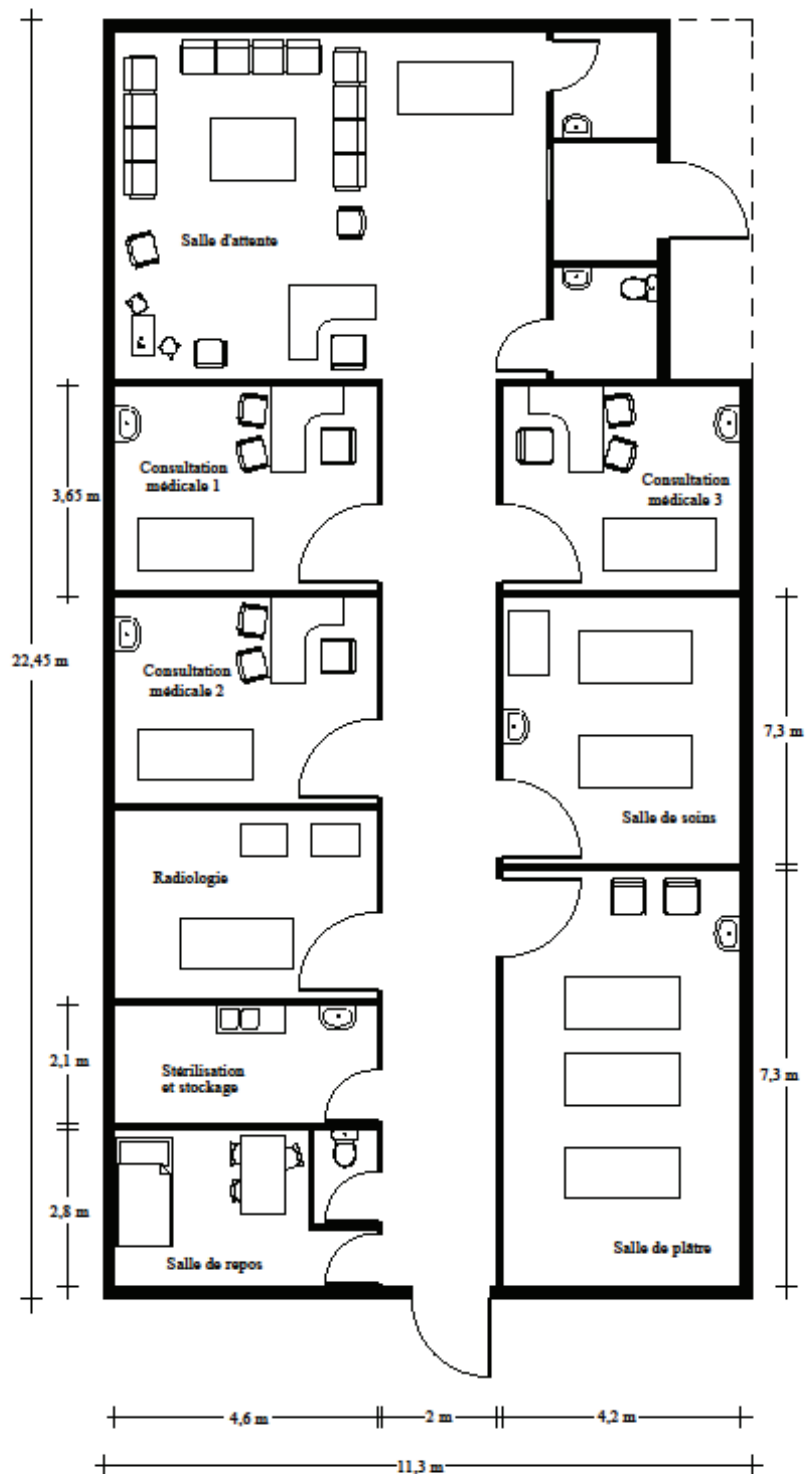 Salle d'attente
Consultation
médicale 1
Consultation
médicale 3
3,65 m
22,45 m
Consultation
médicale 2
7,3 m
Salle de soins
Radiologie
2,1 m
Stérilisation
et stockage
7,3 m
2,8 m
Salle de repos
Salle de plâtre
4,6 m
2 m
4,2 m
11,3 m